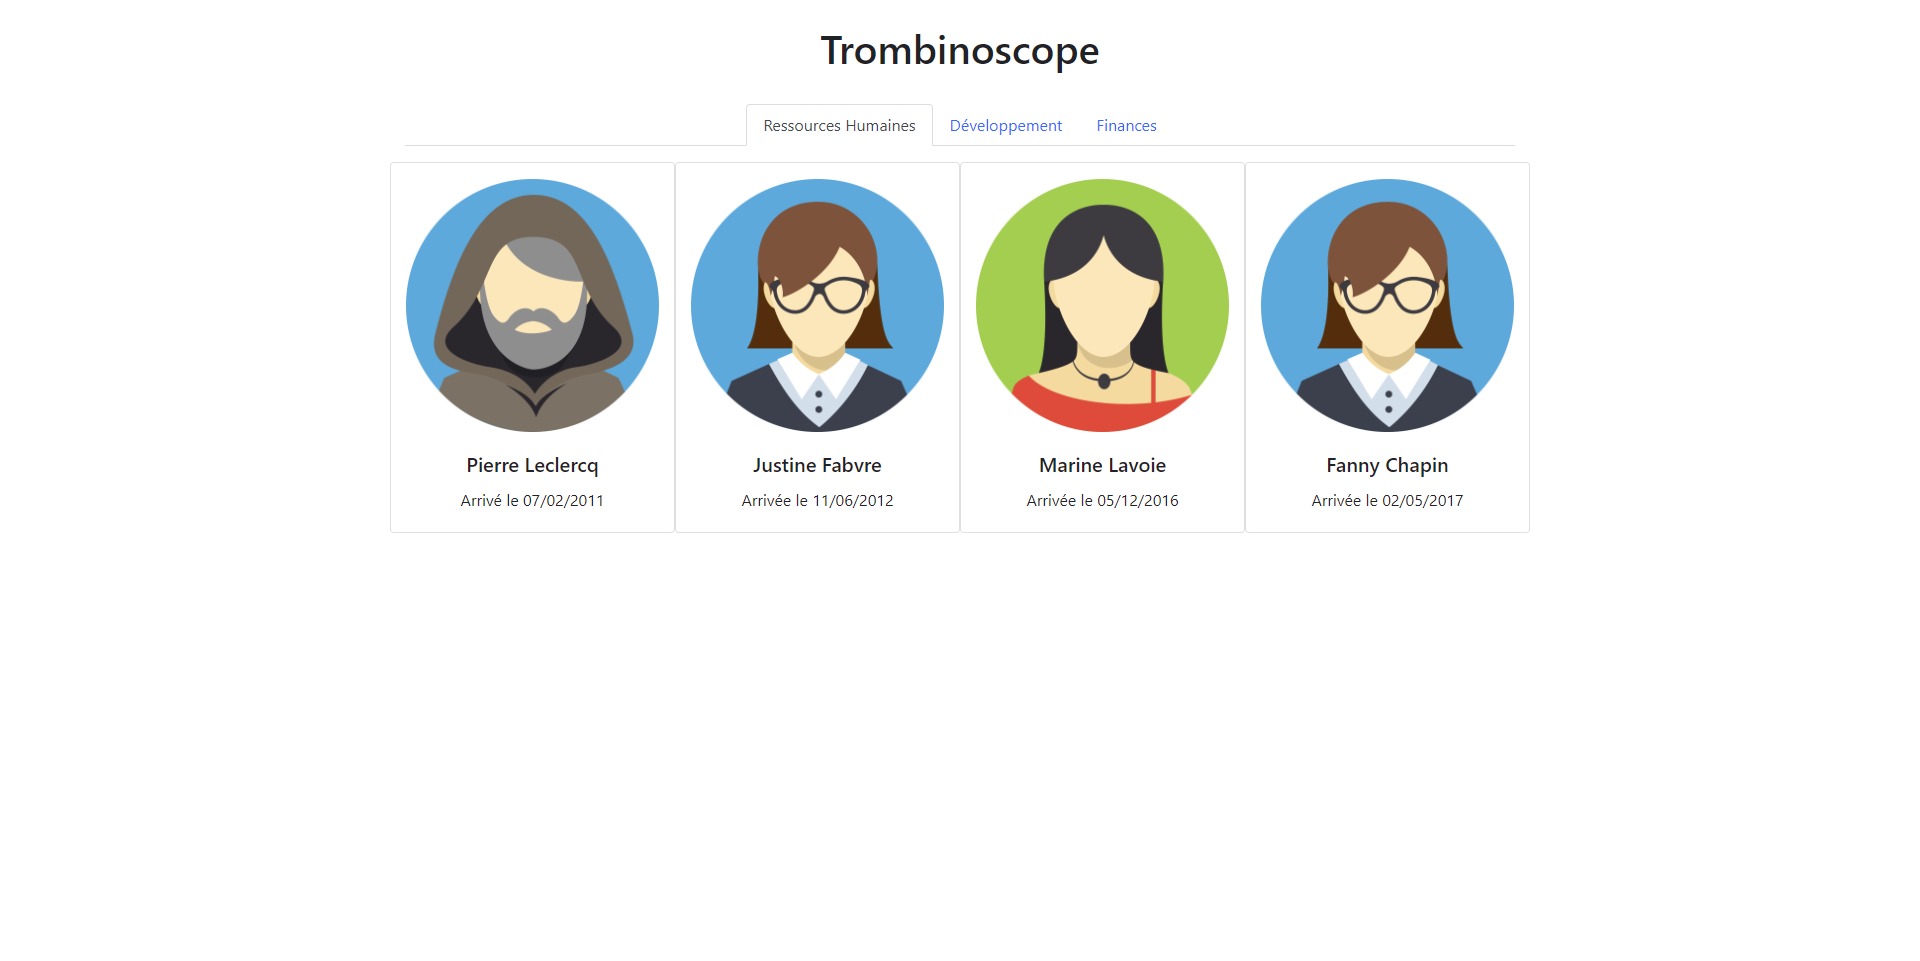 Trombinoscope
Ressources Humaines Développement Finances
Pierre Leclercq Justine Fabvre Marine Lavoie Fanny Chapin
Arrivé le 07/02/2011 Arrivée le 11/06/2012 Arrivée le 05/12/2016 Arrivée le 02/05/2017